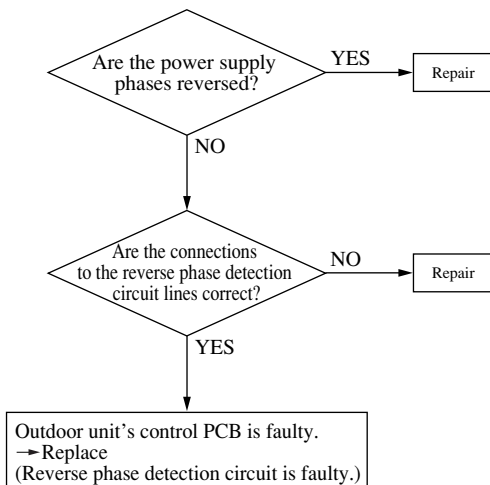 Are the power supply
phases reversed?
YES
Repair
NO
Are the connections
to the reverse phase detection
circuit lines correct?
NO
Repair
YES
Outdoor unit's control PCB is faulty.
→Replace
(Reverse phase detection circuit is faulty.)